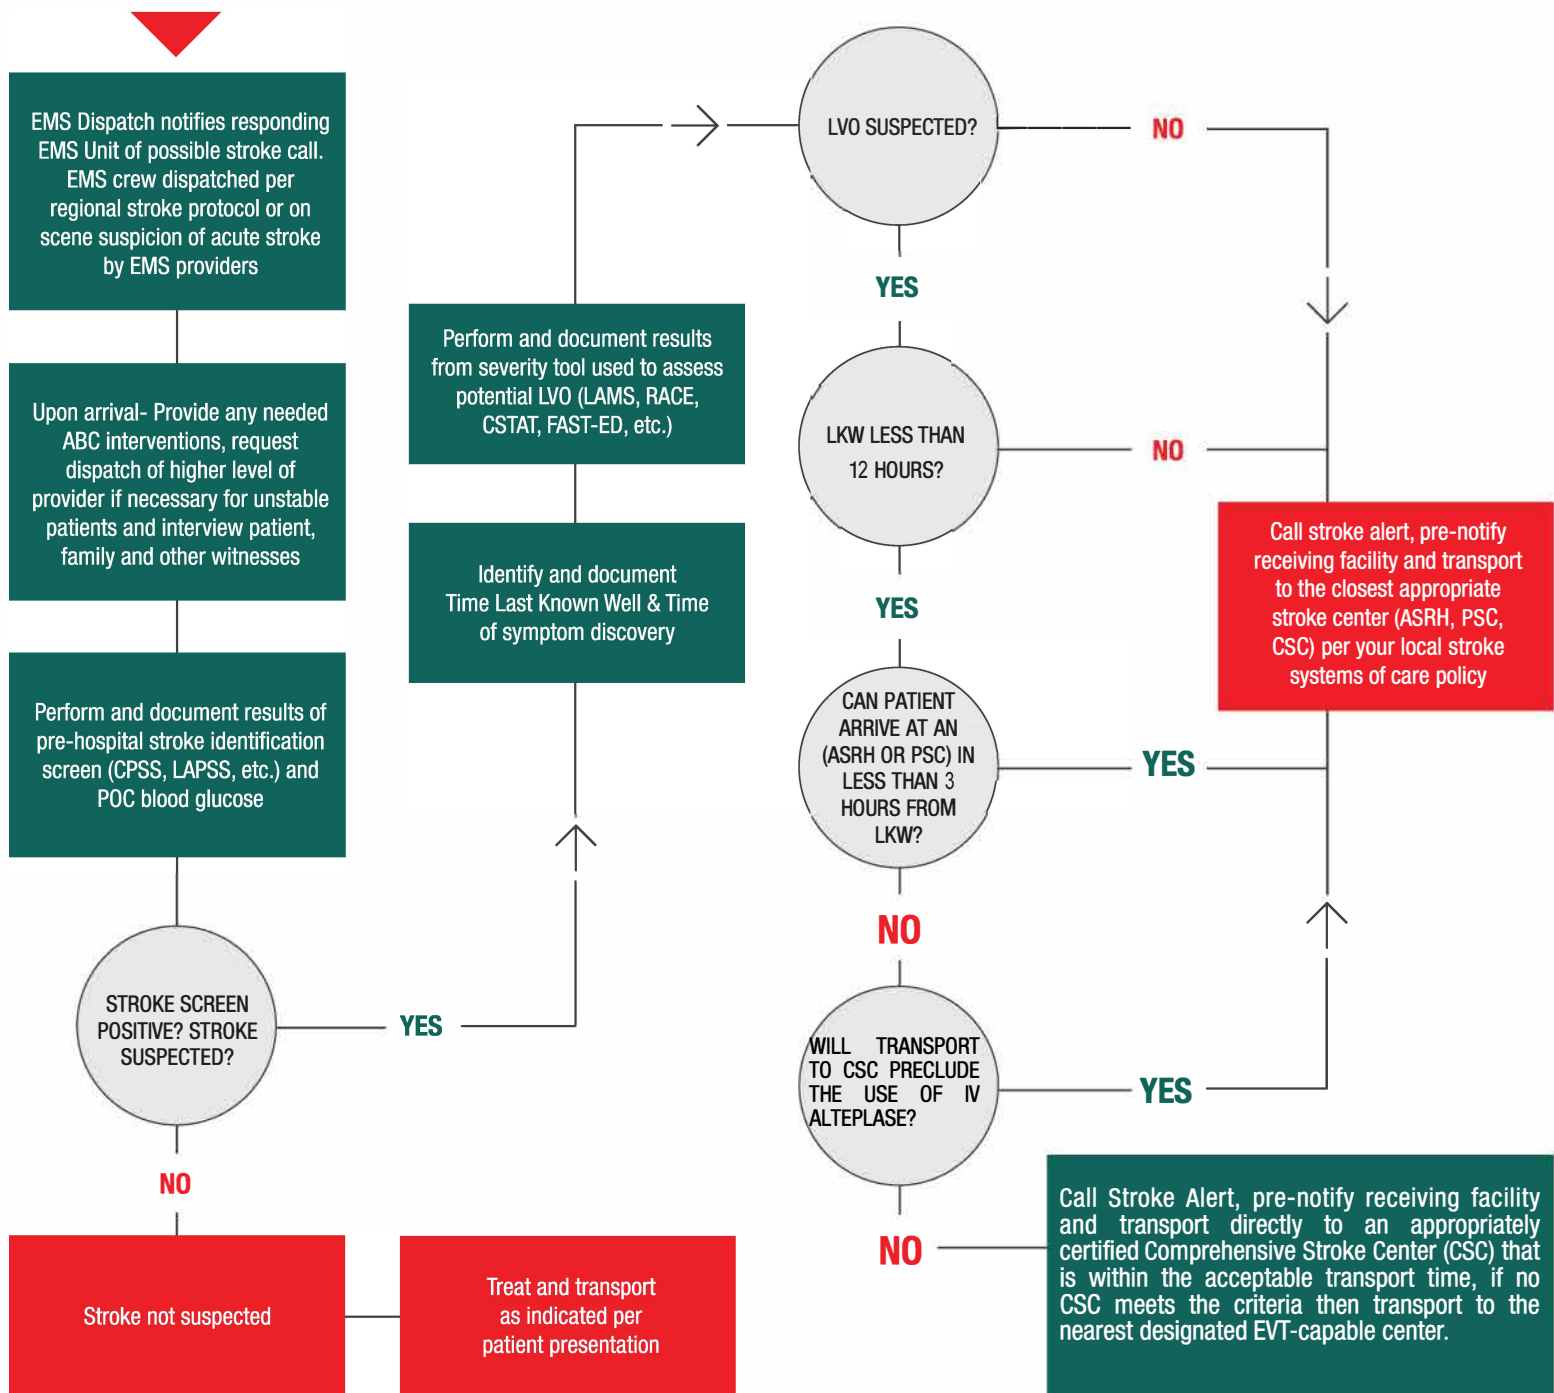 EMS Dispatch notifies responding
EMS Unit of possible stroke call.
EMS crew dispatched per
regional stroke protocol or on
scene suspicion of acute stroke
by EMS providers
Upon arrival- Provide any needed
ABC interventions, request
dispatch of higher level of
provider if necessary for unstable
patients and interview patient,
family and other witnesses
Perform and document results of
pre-hospital stroke identification
screen (CPSS, LAPSS, etc.) and
POC blood glucose
STROKE SCREEN
POSITIVE? STROKE
SUSPECTED?
YES
NO
Stroke not suspected
Treat and transport
as indicated per
patient presentation
Identify and document
Time Last Known Well & Time
of symptom discovery
Perform and document results
from severity tool used to assess
potential LVO (LAMS, RACE,
CSTAT, FAST-ED, etc.)
LVO SUSPECTED?
NO
YES
LKW LESS THAN
12 HOURS?
NO
YES
CAN PATIENT
ARRIVE AT AN
(ASRH OR PSC) IN
LESS THAN 3
HOURS FROM
LKW?
YES
NO
WILL TRANSPORT
TO CSC PRECLUDE
THE USE OF IV
ALTEPLASE?
YES
NO
Call stroke alert, pre-notify
receiving facility and transport
to the closest appropriate
stroke center (ASRH, PSC,
CSC) per your local stroke
systems of care policy
Call Stroke Alert, pre-notify receiving facility
and transport directly to an appropriately
certified Comprehensive Stroke Center (CSC) that
is within the acceptable transport time, if no
CSC meets the criteria then transport to the
nearest designated EVT-capable center.